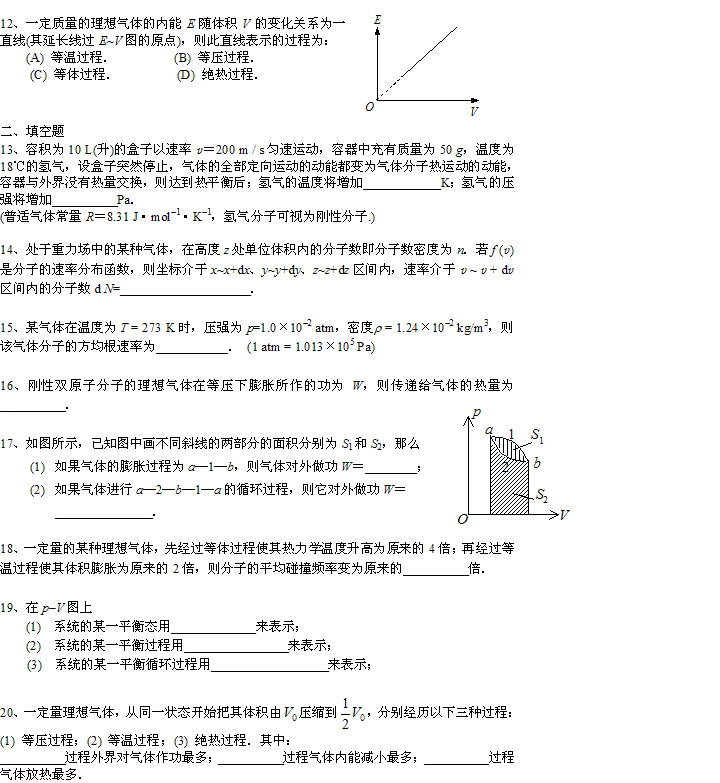 12、一定质量的理想气体的内能 E 随体积 V 的变化关系为一
直线(其延长线过 E~V 图的原点)，则此直线表示的过程为：
(A) 等温过程． (B) 等压过程．
(C) 等体过程． (D) 绝热过程．
E
O
V
二、填空题
13、容积为 10 L(升)的盒子以速率 v＝200 m / s 匀速运动，容器中充有质量为 50 g，温度为
18℃的氢气，设盒子突然停止，气体的全部定向运动的动能都变为气体分子热运动的动能，
容器与外界没有热量交换，则达到热平衡后；氢气的温度将增加___________K；氢气的压
强将增加__________Pa．
(普适气体常量 R＝8.31 J·mol⁻¹·K⁻¹，氢气分子可视为刚性分子.)
14、处于重力场中的某种气体，在高度 z 处单位体积内的分子数即分子数密度为 n．若 f (v)
是分子的速率分布函数，则坐标介于 x~x+dx、y~y+dy、z~z+dz 区间内，速率介于 v ~ v + dv
区间内的分子数 d N=____________________．
15、某气体在温度为 T = 273 K 时，压强为 p=1.0×10⁻² atm，密度ρ = 1.24×10⁻² kg/m³，则
该气体分子的方均根速率为___________． (1 atm = 1.013×10⁵ Pa)
16、刚性双原子分子的理想气体在等压下膨胀所作的功为 W，则传递给气体的热量为
__________．
17、如图所示，已知图中画不同斜线的两部分的面积分别为 S₁ 和 S₂，那么
(1) 如果气体的膨胀过程为 a—1—b，则气体对外做功 W＝________；
(2) 如果气体进行 a—2—b—1—a 的循环过程，则它对外做功 W＝
_______________．
p
a
1
S₁
2
b
S₂
O
V
18、一定量的某种理想气体，先经过等体过程使其热力学温度升高为原来的 4 倍；再经过等
温过程使其体积膨胀为原来的 2 倍，则分子的平均碰撞频率变为原来的__________倍．
19、在 p−V 图上
(1) 系统的某一平衡态用_____________来表示；
(2) 系统的某一平衡过程用________________来表示；
(3) 系统的某一平衡循环过程用__________________来表示；
20、一定量理想气体，从同一状态开始把其体积由 V₀ 压缩到 1/2 V₀，分别经历以下三种过程：
(1) 等压过程；(2) 等温过程；(3) 绝热过程．其中：
__________过程外界对气体作功最多；__________过程气体内能减小最多；__________过程
气体放热最多．